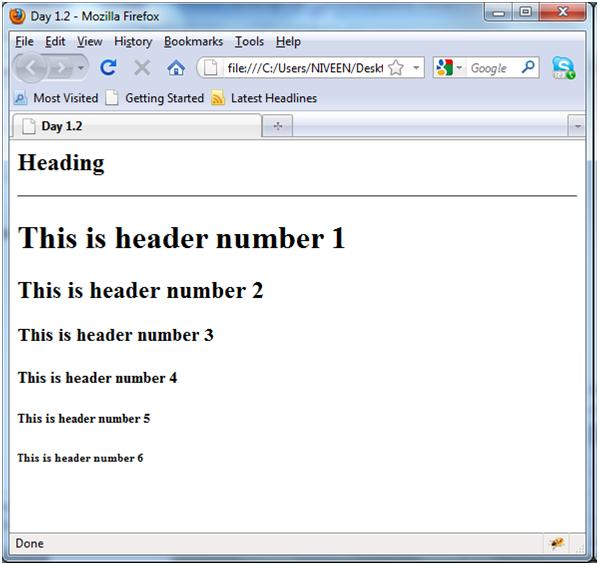 Day 1.2 - Mozilla Firefox
File Edit View History Bookmarks Tools Help
file:///C:/Users/NIVEEN/Deskt Google
Most Visited Getting Started Latest Headlines
Day 1.2
Heading
This is header number 1
This is header number 2
This is header number 3
This is header number 4
This is header number 5
This is header number 6
Done